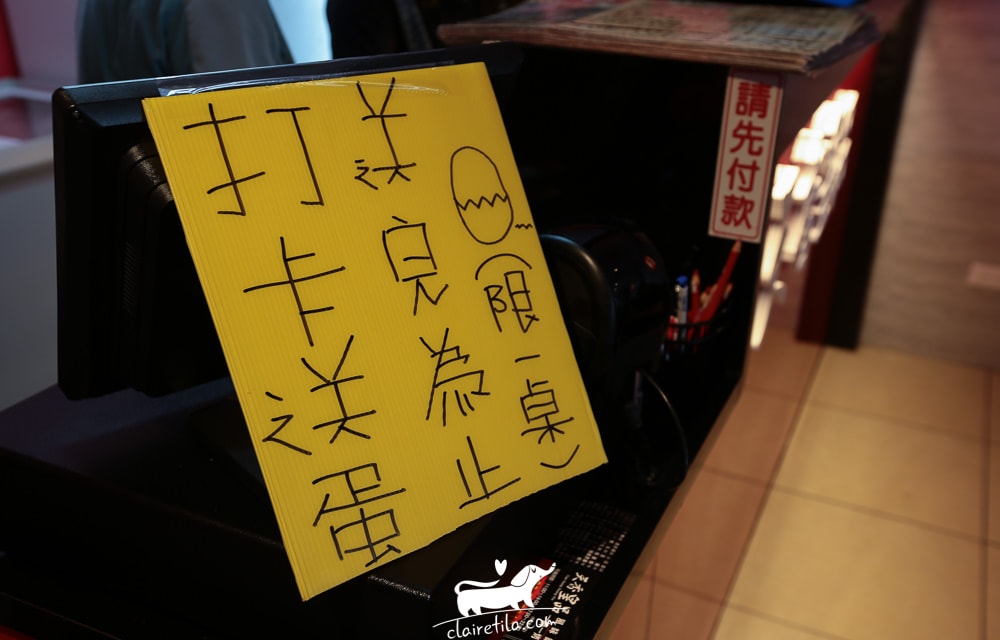 打卡送蛋
送完為止
(限一桌)
請先付款
clairetila.com